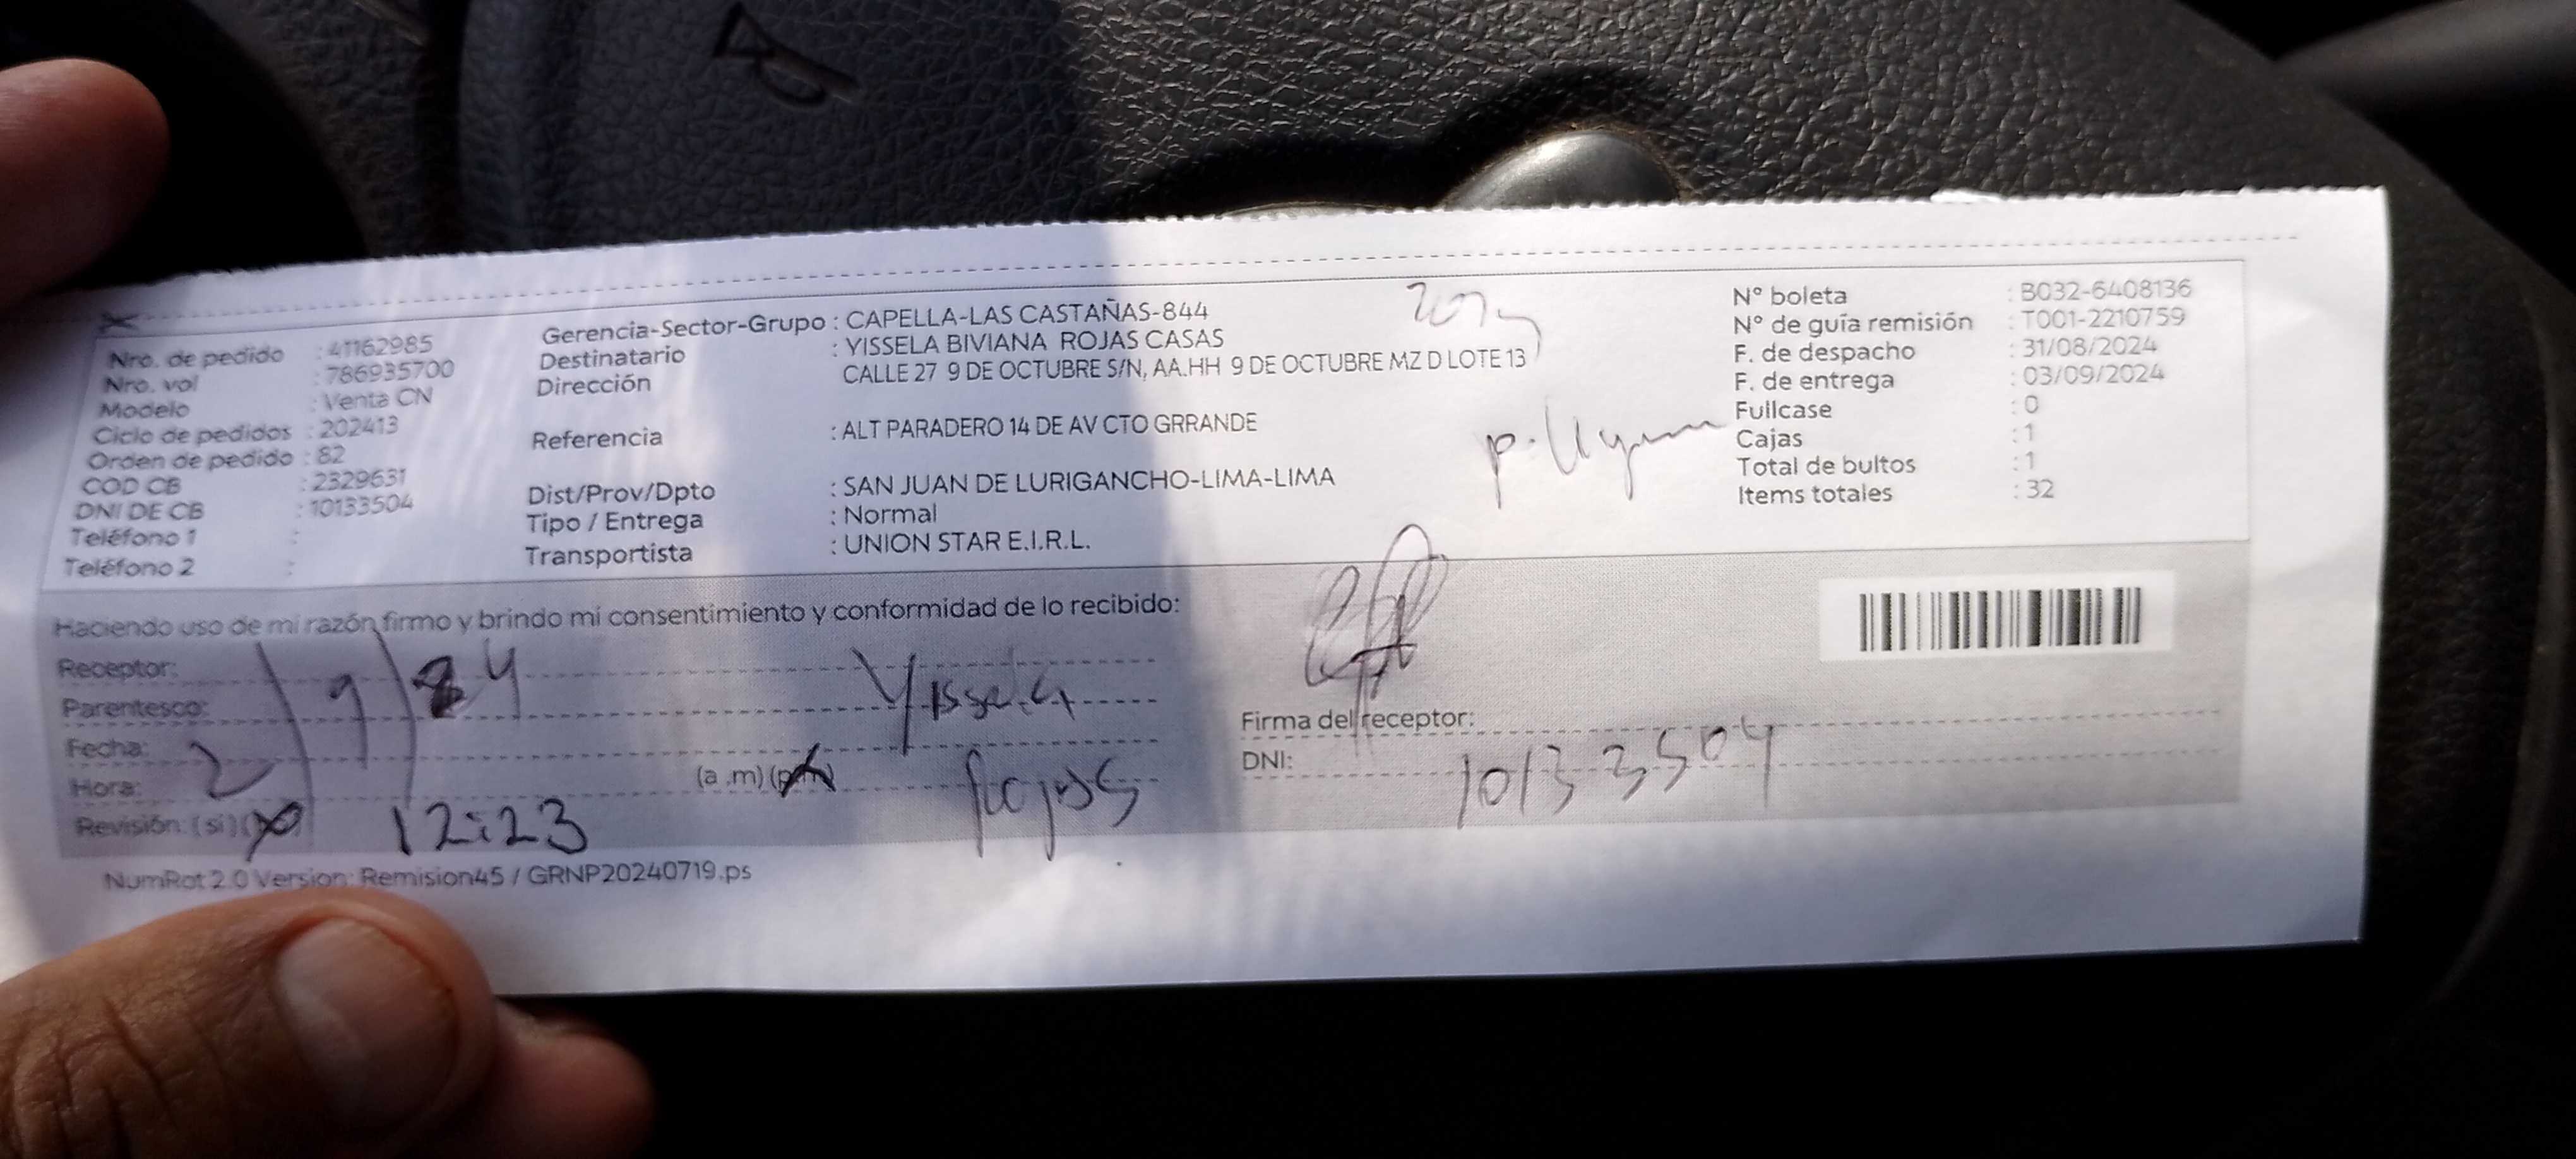 Nro. de pedido : 41162985
Nro. vol : 786935700
Modelo : Venta CN
Ciclo de pedidos : 202413
Orden de pedido : 82
COD CB : 2329631
DNI DE CB : 10133504
Teléfono 1 :
Teléfono 2 :
Gerencia-Sector-Grupo : CAPELLA-LAS CASTAÑAS-844
Destinatario : YISSELA BIVIANA ROJAS CASAS
Dirección CALLE 27 9 DE OCTUBRE S/N, AA.HH 9 DE OCTUBRE MZ D LOTE 13
Referencia : ALT PARADERO 14 DE AV CTO GRRANDE
Dist/Prov/Dpto : SAN JUAN DE LURIGANCHO-LIMA-LIMA
Tipo / Entrega : Normal
Transportista : UNION STAR E.I.R.L.
N° boleta : B032-6408136
N° de guía remisión : T001-2210759
F. de despacho : 31/08/2024
F. de entrega : 03/09/2024
Fullcase : 0
Cajas : 1
Total de bultos : 1
Items totales : 32
Haciendo uso de mi razón firmo y brindo mi consentimiento y conformidad de lo recibido:
Receptor:
Parentesco: Yissela
Fecha: 2/9/24
Hora: (a .m) (p.m) Rojas
Revisión: (si) 12:23
Firma del receptor:
DNI: 10133504
NumRot 2.0 Version: Remision45 / GRNP20240719.ps